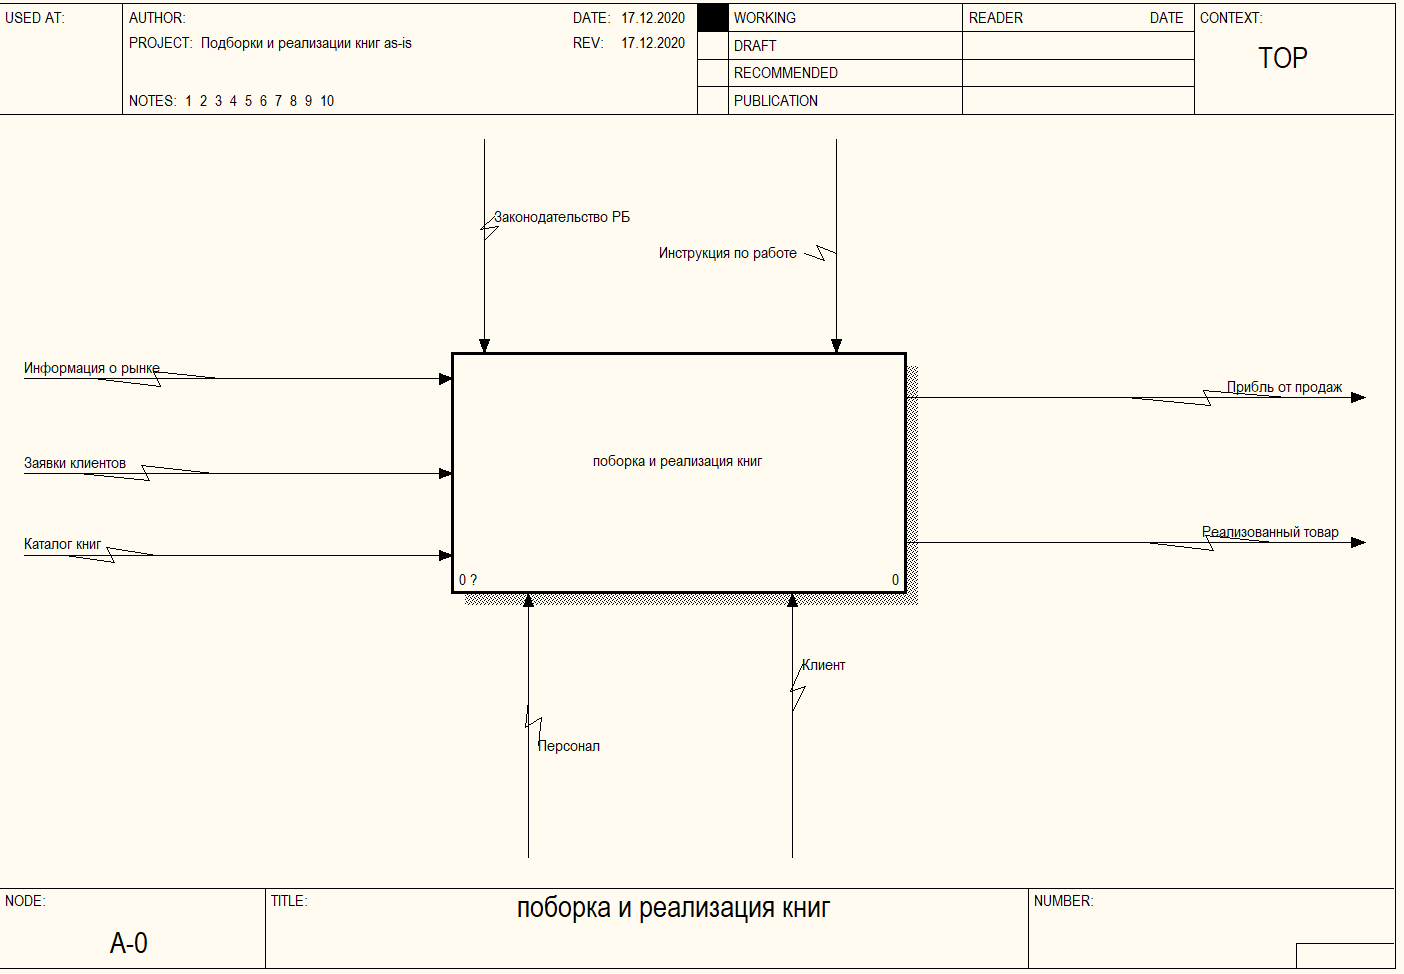 USED AT:
AUTHOR:
DATE: 17.12.2020
WORKING
READER
DATE
CONTEXT:
PROJECT: Подборки и реализации книг as-is
REV: 17.12.2020
DRAFT
TOP
RECOMMENDED
NOTES: 1 2 3 4 5 6 7 8 9 10
PUBLICATION
Законодательство РБ
Инструкция по работе
Информация о рынке
Прибль от продаж
Заявки клиентов
поборка и реализация книг
Реализованный товар
Каталог книг
0 ?
0
Клиент
Персонал
NODE:
TITLE:
поборка и реализация книг
NUMBER:
A-0